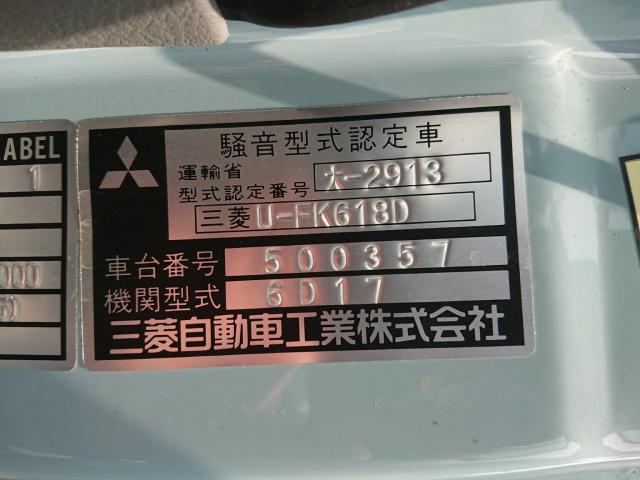 ABEL
1
000
騒音型式認定車
運輸省
型式認定番号 大-2913
三菱 U-FK618D
車台番号 500357
機関型式 6D17
三菱自動車工業株式会社